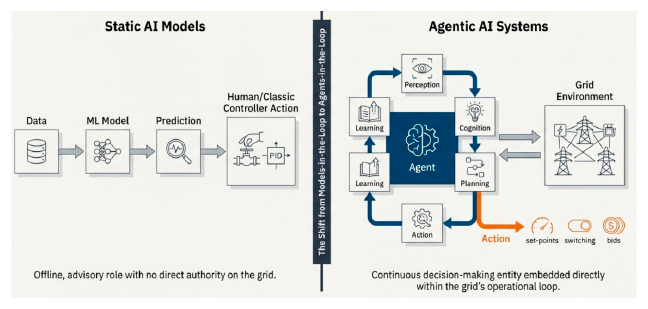 Static AI Models
Data
ML Model
Prediction
Human/Classic
Controller Action
PID
Offline, advisory role with no direct authority on the grid.
The Shift from Models-in-the-Loop to Agents-in-the-Loop
Agentic AI Systems
Perception
Learning
Cognition
Agent
Learning
Planning
Action
Grid
Environment
Action
set-points
switching
bids
Continuous decision-making entity embedded directly
within the grid's operational loop.